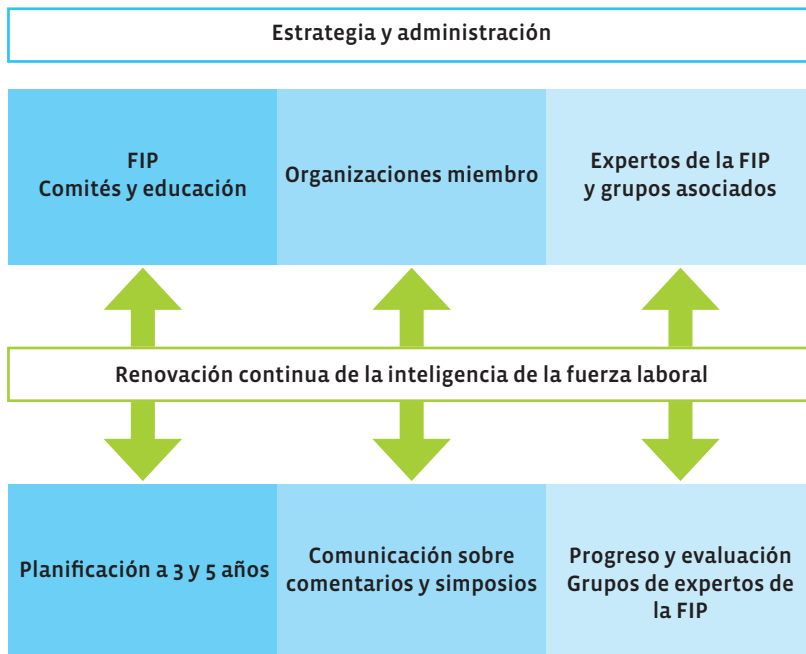 Estrategia y administración
FIP
Comités y educación
Organizaciones miembro
Expertos de la FIP
y grupos asociados
Renovación continua de la inteligencia de la fuerza laboral
Planificación a 3 y 5 años
Comunicación sobre
comentarios y simposios
Progreso y evaluación
Grupos de expertos de
la FIP